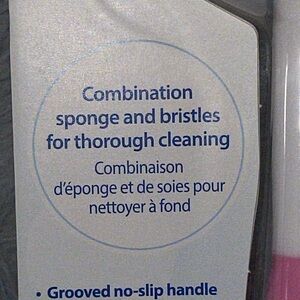 Combination
sponge and bristles
for thorough cleaning
Combinaison
d'éponge et de soies pour
nettoyer à fond
• Grooved no-slip handle